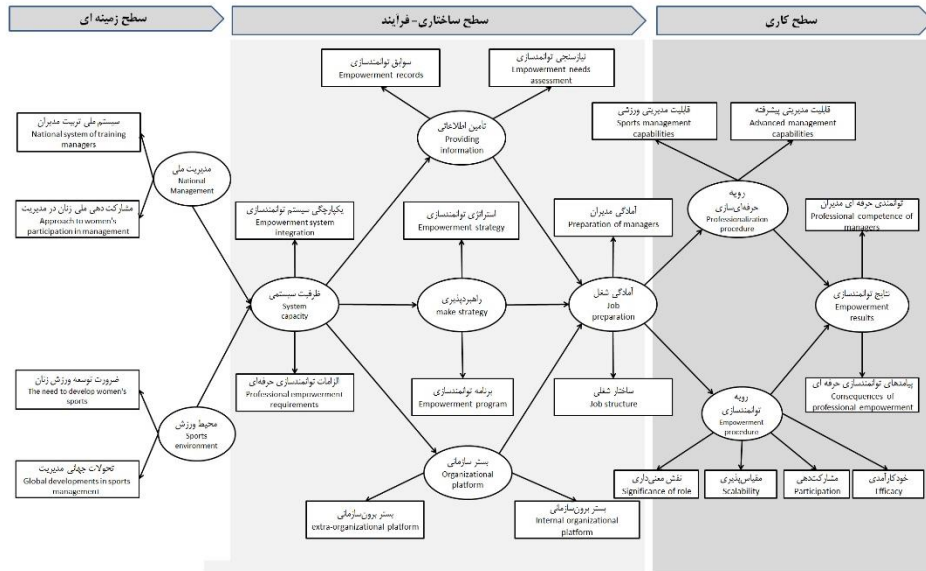 سطح زمینه ای
سطح ساختاری-فرآیند
سطح کاری
سیستم ملی تربیت مدیران
National system of training
managers
مدیریت ملی
National
Management
مشارکت دهی ملی زنان در مدیریت
Approach to women's
participation in management
ضرورت توسعه ورزش زنان
The need to develop women's
sports
محیط ورزش
Sports
environment
تحولات جهانی مدیریت
Global developments in sports
management
سوابق توانمندسازی
Empowerment records
نیازسنجی توانمندسازی
Empowerment needs
assessment
تامین اطلاعاتی
Providing
information
یکپارچگی سیستم توانمندسازی
Empowerment system
integration
استراتژی توانمندسازی
Empowerment strategy
ظرفیت سیستمی
System
capacity
راهبردپذیری
make strategy
الزامات توانمندسازی حرفه‌ای
Professional empowerment
requirements
برنامه توانمندسازی
Empowerment program
بستر سازمانی
Organizational
platform
بستر برون‌سازمانی
extra-organizational platform
بستر برون‌سازمانی
Internal organizational
platform
آمادگی مدیران
Preparation of
managers
آمادگی شغل
Job
preparation
ساختار شغلی
Job structure
قابلیت مدیریتی ورزشی
Sports management
capabilities
قابلیت مدیریتی پیشرفته
Advanced management
capabilities
رویه
حرفه‌ای‌سازی
Professionalization
procedure
توانمندی حرفه ای مدیران
Professional competence of
managers
نتایج توانمندسازی
Empowerment
results
پیامدهای توانمندسازی حرفه ای
Consequences of
professional empowerment
رویه
توانمندسازی
Empowerment
procedure
نقش معنی‌داری
Significance of role
مقیاس‌پذیری
Scalability
مشارکت‌دهی
Participation
خودکارآمدی
Efficacy